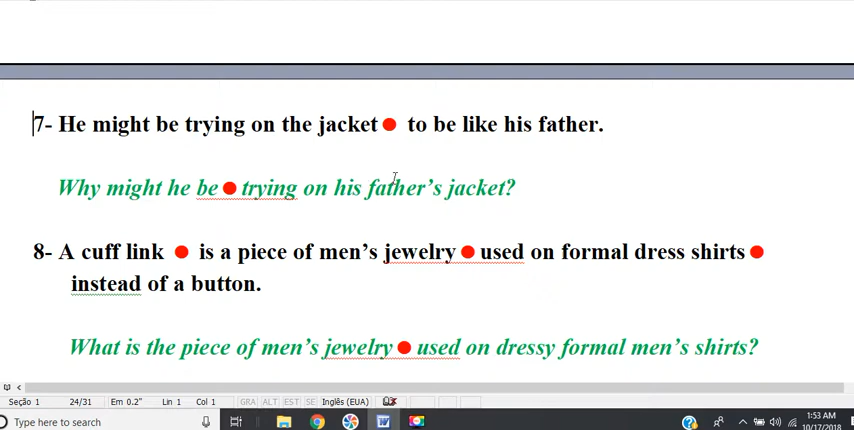 7- He might be trying on the jacket to be like his father.
Why might he be trying on his father's jacket?
8- A cuff link is a piece of men's jewelry used on formal dress shirts
instead of a button.
What is the piece of men's jewelry used on dressy formal men's shirts?
Seção 1 24/31 Em 0.2" Lin 1 Col 1 GRA ALT EST SE Inglês (EUA)
Type here to search 1:53 AM
10/17/2018